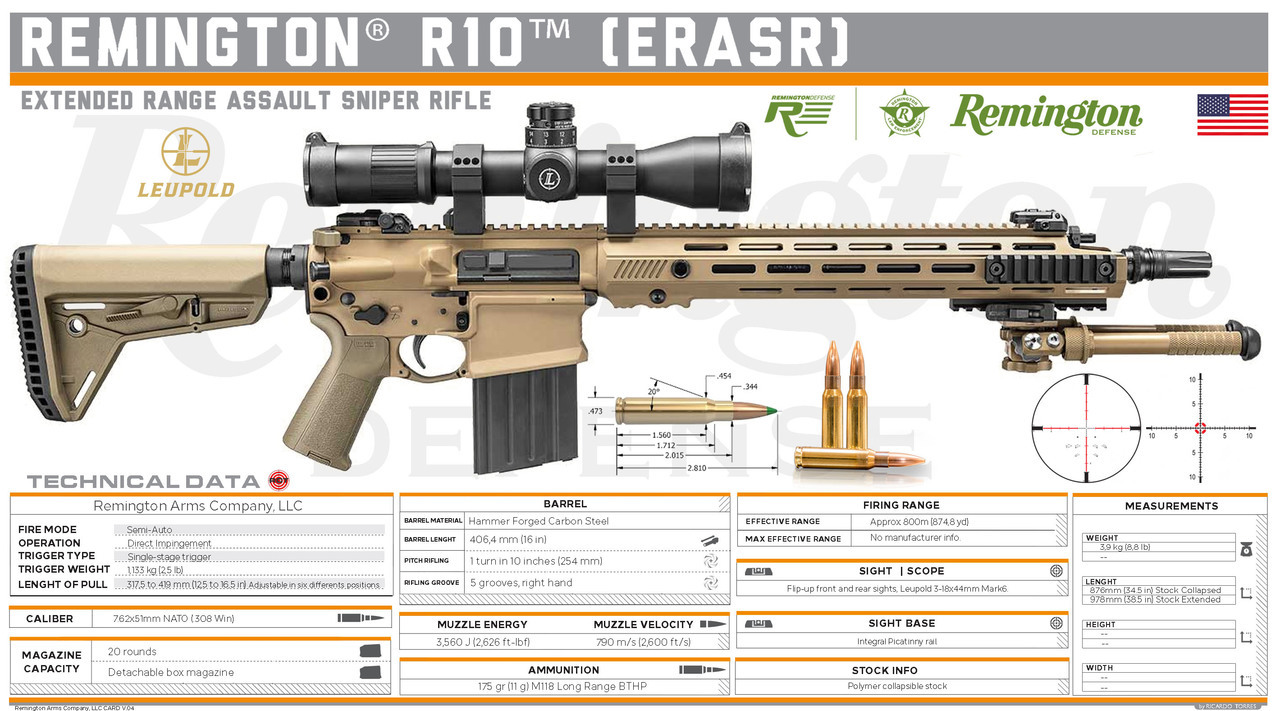 REMINGTON® R10™ (ERASR)
EXTENDED RANGE ASSAULT SNIPER RIFLE
LEUPOLD
REMINGTONDEFENSE
Remington
DEFENSE
Remington
DEFENSE
.454
20°
.344
.473
1.560
1.712
2.015
2.810
10
5
10
5
5
10
5
10
TECHNICAL DATA
Remington Arms Company, LLC
FIRE MODE Semi-Auto
OPERATION Direct Impingement
TRIGGER TYPE Single-stage trigger
TRIGGER WEIGHT 1,133 kg (2,5 lb)
LENGHT OF PULL 317,5 to 419 mm (12,5 to 16,5 in) Adjustable in six differents positions
CALIBER 7.62x51mm NATO (.308 Win)
MAGAZINE CAPACITY
20 rounds
Detachable box magazine
BARREL
BARREL MATERIAL Hammer Forged Carbon Steel
BARREL LENGHT 406,4 mm (16 in)
PITCH RIFLING 1 turn in 10 inches (254 mm)
RIFLING GROOVE 5 grooves, right hand
MUZZLE ENERGY MUZZLE VELOCITY
3,560 J (2,626 ft-lbf) 790 m/s (2,600 ft/s)
AMMUNITION
175 gr (11 g) M118 Long Range BTHP
FIRING RANGE
EFFECTIVE RANGE Approx 800m (874,8 yd)
MAX EFFECTIVE RANGE No manufacturer info.
SIGHT | SCOPE
Flip-up front and rear sights, Leupold 3-18x44mm Mark6.
SIGHT BASE
Integral Picatinny rail
STOCK INFO
Polymer collapsible stock
MEASUREMENTS
WEIGHT
3,9 kg (8,8 lb)
--
LENGHT
876mm (34.5 in) Stock Collapsed
978mm (38.5 in) Stock Extended
HEIGHT
--
--
WIDTH
--
--
Remington Arms Company, LLC CARD V.04
by RICARDO TORRES